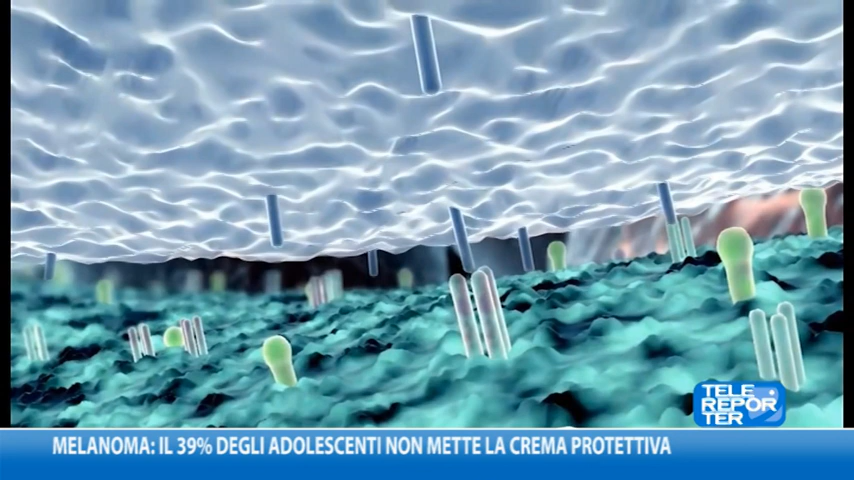 TELE
REPOR
TER
MELANOMA: IL 39% DEGLI ADOLESCENTI NON METTE LA CREMA PROTETTIVA